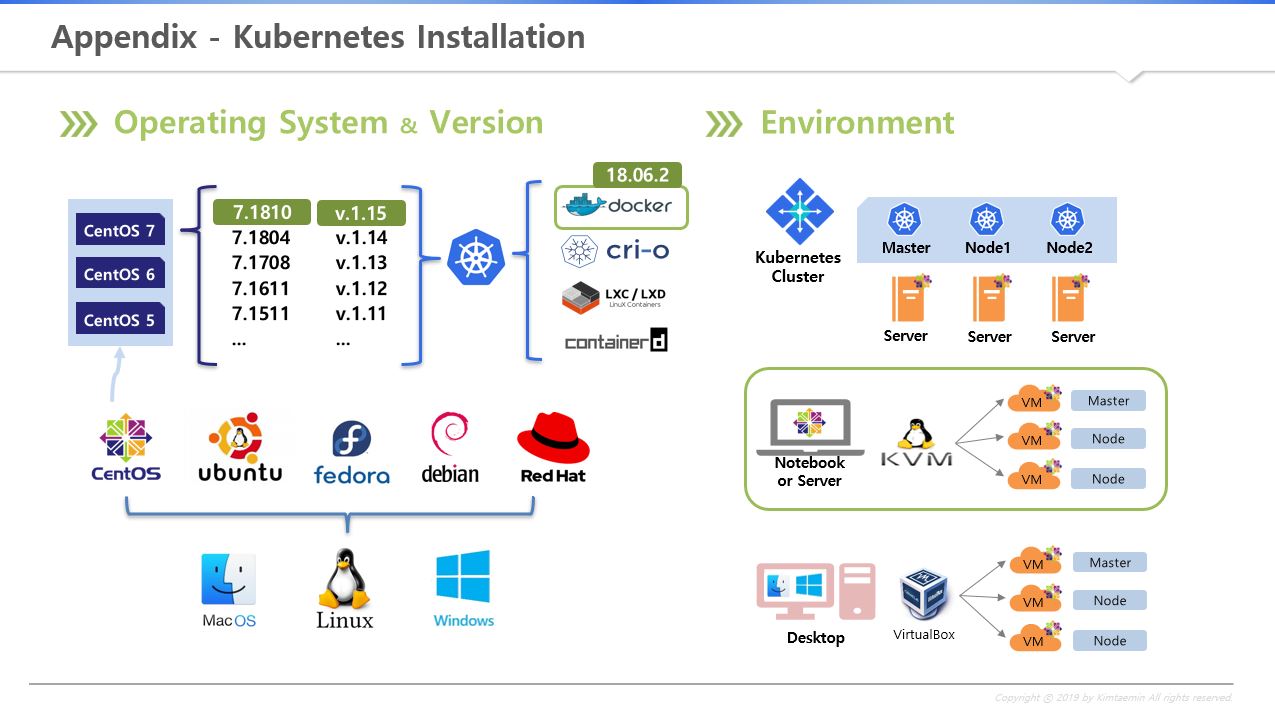 Appendix - Kubernetes Installation
Operating System & Version
CentOS 7
CentOS 6
CentOS 5
7.1810
7.1804
7.1708
7.1611
7.1511
...
v.1.15
v.1.14
v.1.13
v.1.12
v.1.11
...
18.06.2
docker
cri-o
LXC / LXD
LinuX Containers
containerd
CentOS
ubuntu
fedora
debian
Red Hat
Mac OS
Linux
Windows
Environment
Kubernetes
Cluster
Master
Node1
Node2
Server
Server
Server
Notebook
or Server
KVM
VM
Master
VM
Node
VM
Node
Desktop
VirtualBox
VM
Master
VM
Node
VM
Node
Copyright ⓒ 2019 by Kimtaemin All rights reserved.